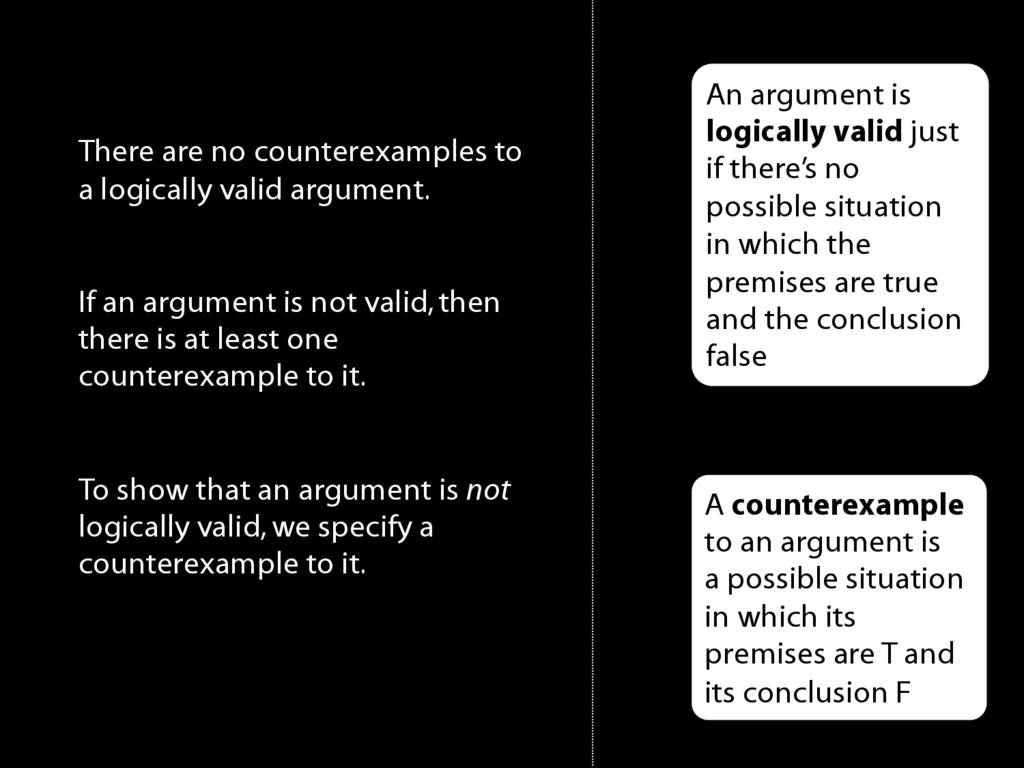 There are no counterexamples to
a logically valid argument.
If an argument is not valid, then
there is at least one
counterexample to it.
To show that an argument is not
logically valid, we specify a
counterexample to it.
An argument is
logically valid just
if there’s no
possible situation
in which the
premises are true
and the conclusion
false
A counterexample
to an argument is
a possible situation
in which its
premises are T and
its conclusion F